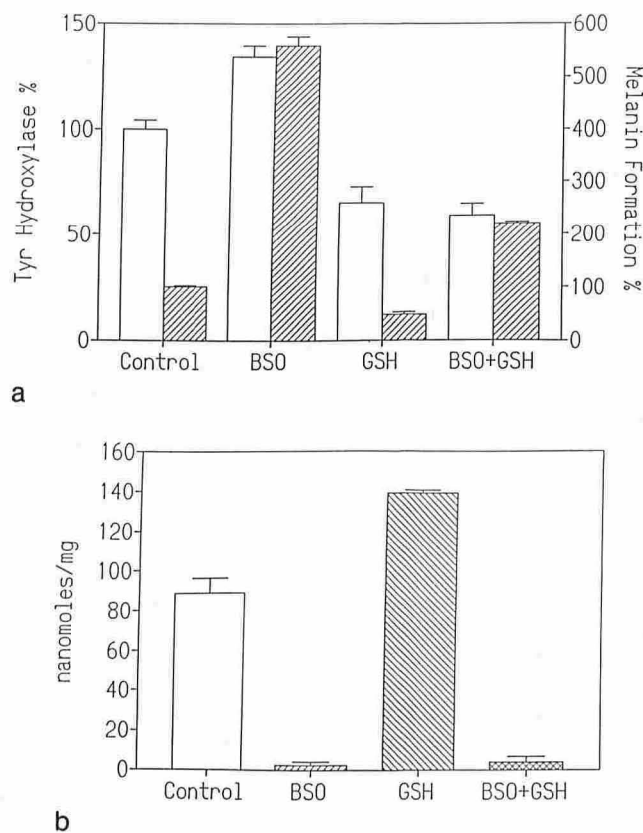 150
100
50
0
Tyr Hydroxylase %
600
500
400
300
200
100
0
Melanin Formation %
Control BSO GSH BSO+GSH
a
160
140
120
100
80
60
40
20
0
nanomoles/mg
Control BSO GSH BSO+GSH
b